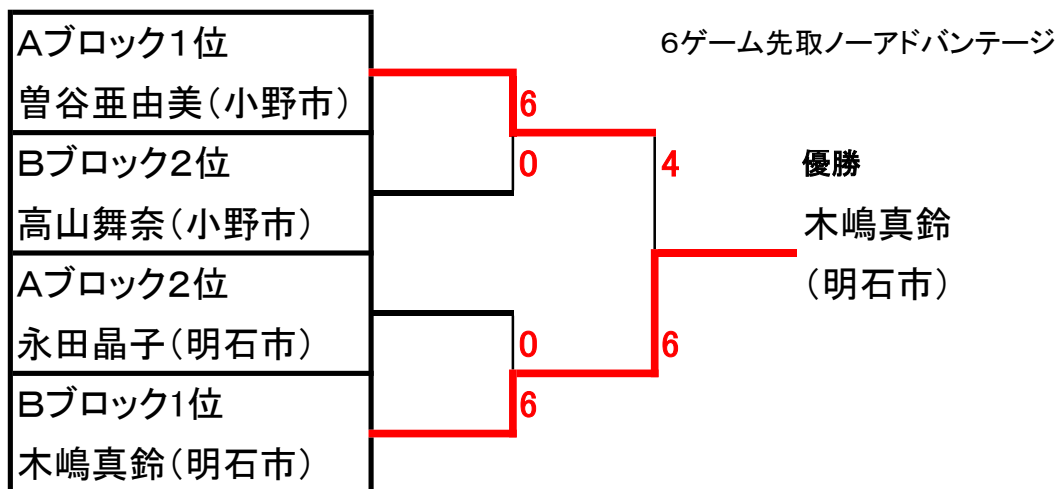 Aブロック1位
6ゲーム先取ノーアドバンテージ
曽谷亜由美(小野市)
6
Bブロック2位
0
4
優勝
高山舞奈(小野市)
木嶋真鈴
Aブロック2位
(明石市)
永田晶子(明石市)
0
6
Bブロック1位
6
木嶋真鈴(明石市)